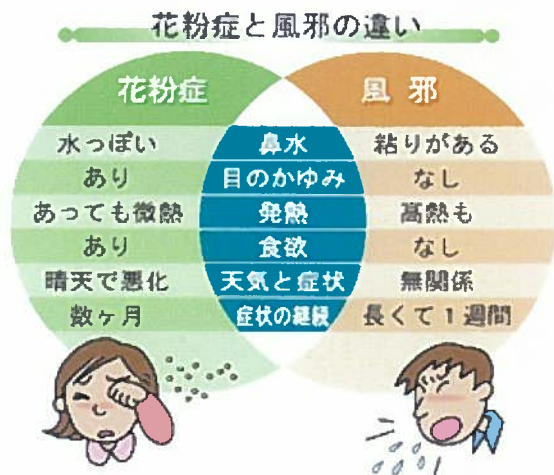 花粉症と風邪の違い
花粉症 風邪
水っぽい 鼻水 粘りがある
あり 目のかゆみ なし
あっても微熱 発熱 高熱も
あり 食欲 なし
晴天で悪化 天気と症状 無関係
数ヶ月 症状の継続 長くて1週間